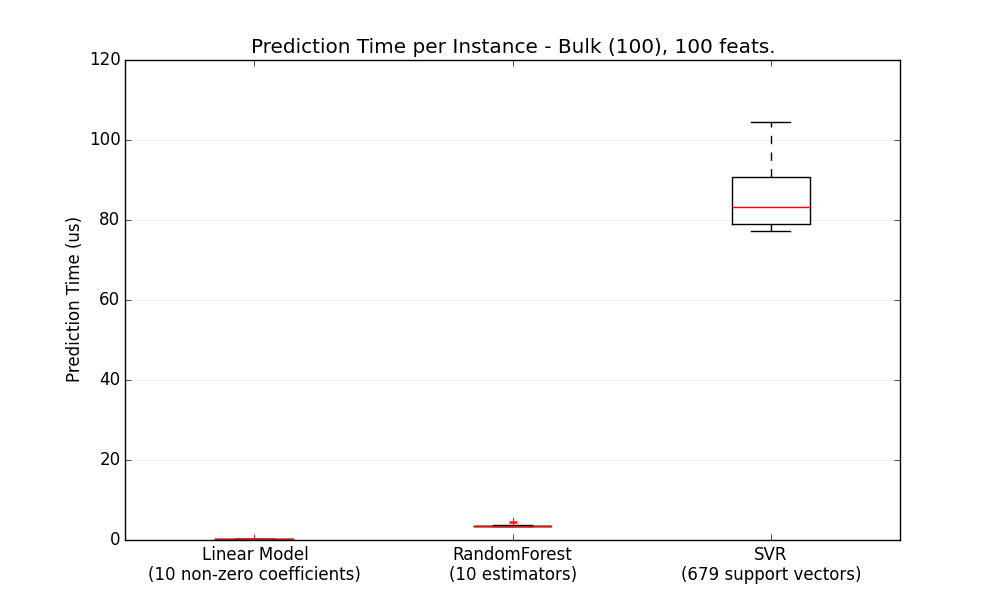 Prediction Time per Instance - Bulk (100), 100 feats.
120
100
80
60
40
20
0
Prediction Time (us)
Linear Model
(10 non-zero coefficients)
RandomForest
(10 estimators)
SVR
(679 support vectors)